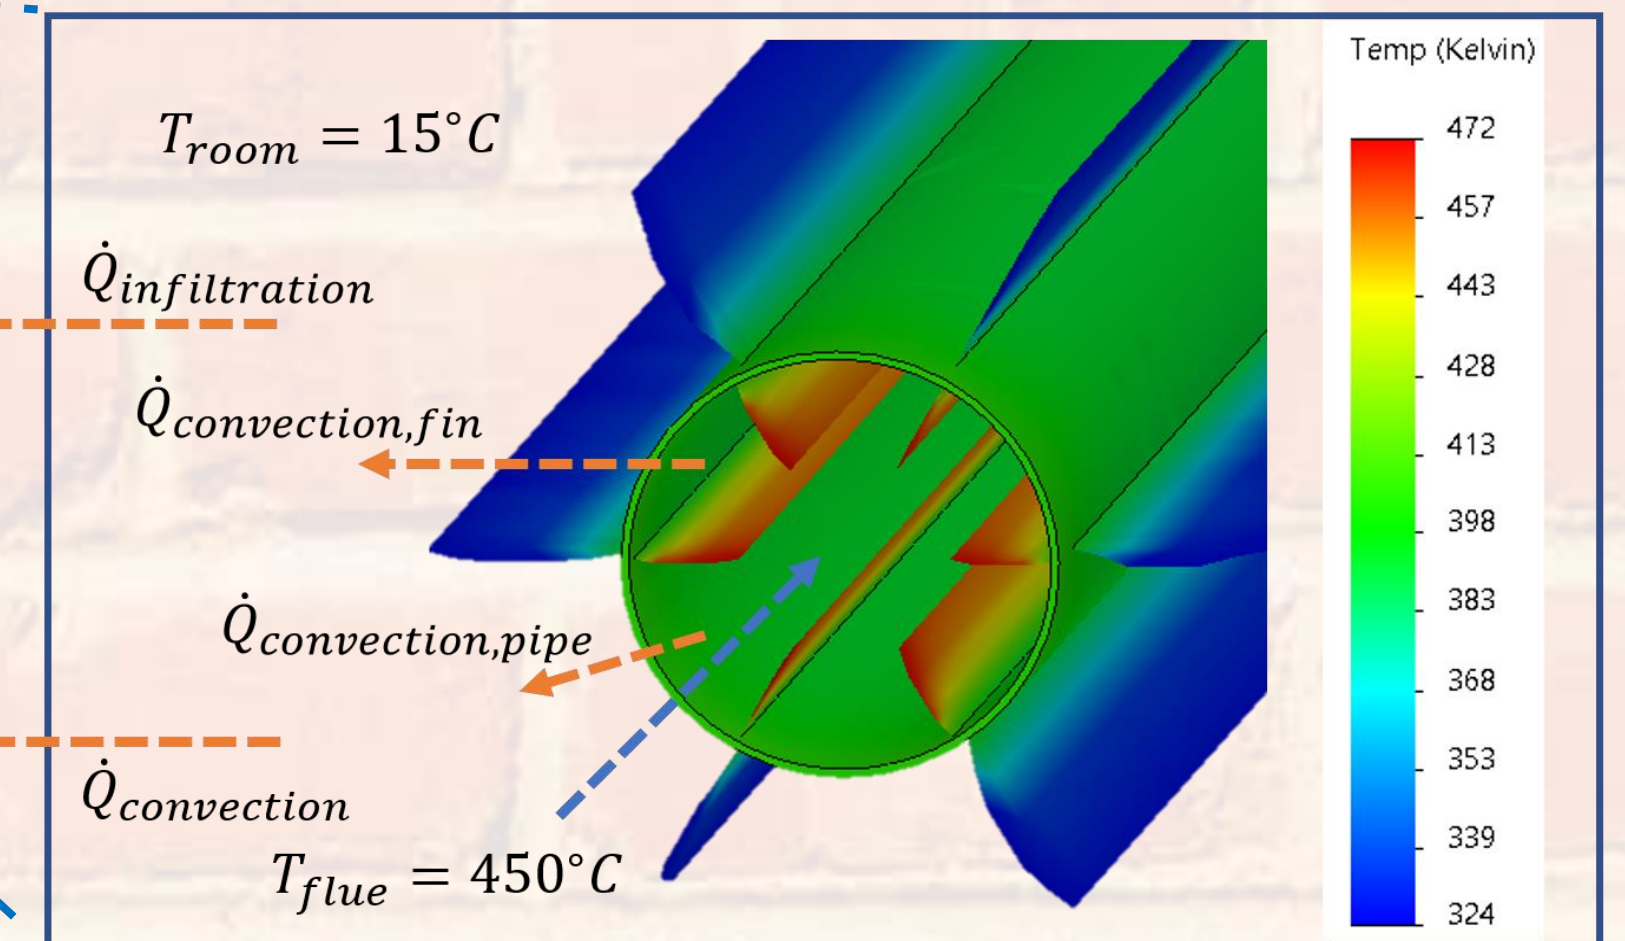 Temp (Kelvin)
T_room = 15°C
Q̇_infiltration
Q̇_convection,fin
Q̇_convection,pipe
Q̇_convection
T_flue = 450°C
472
457
443
428
413
398
383
368
353
339
324